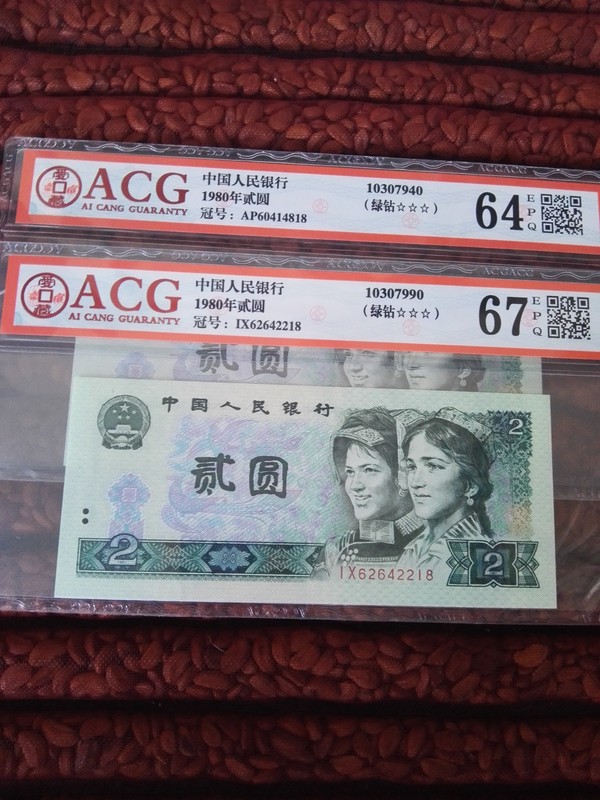 ACG
AI CANG GUARANTY
中国人民银行
1980年贰圆
冠号：AP60414818
10307940
（绿钻☆☆☆）
64
EPQ
ACG
AI CANG GUARANTY
中国人民银行
1980年贰圆
冠号：IX62642218
10307990
（绿钻☆☆☆）
67
EPQ
贰圆
中国人民银行
2
贰圆
2
IX62642218
2